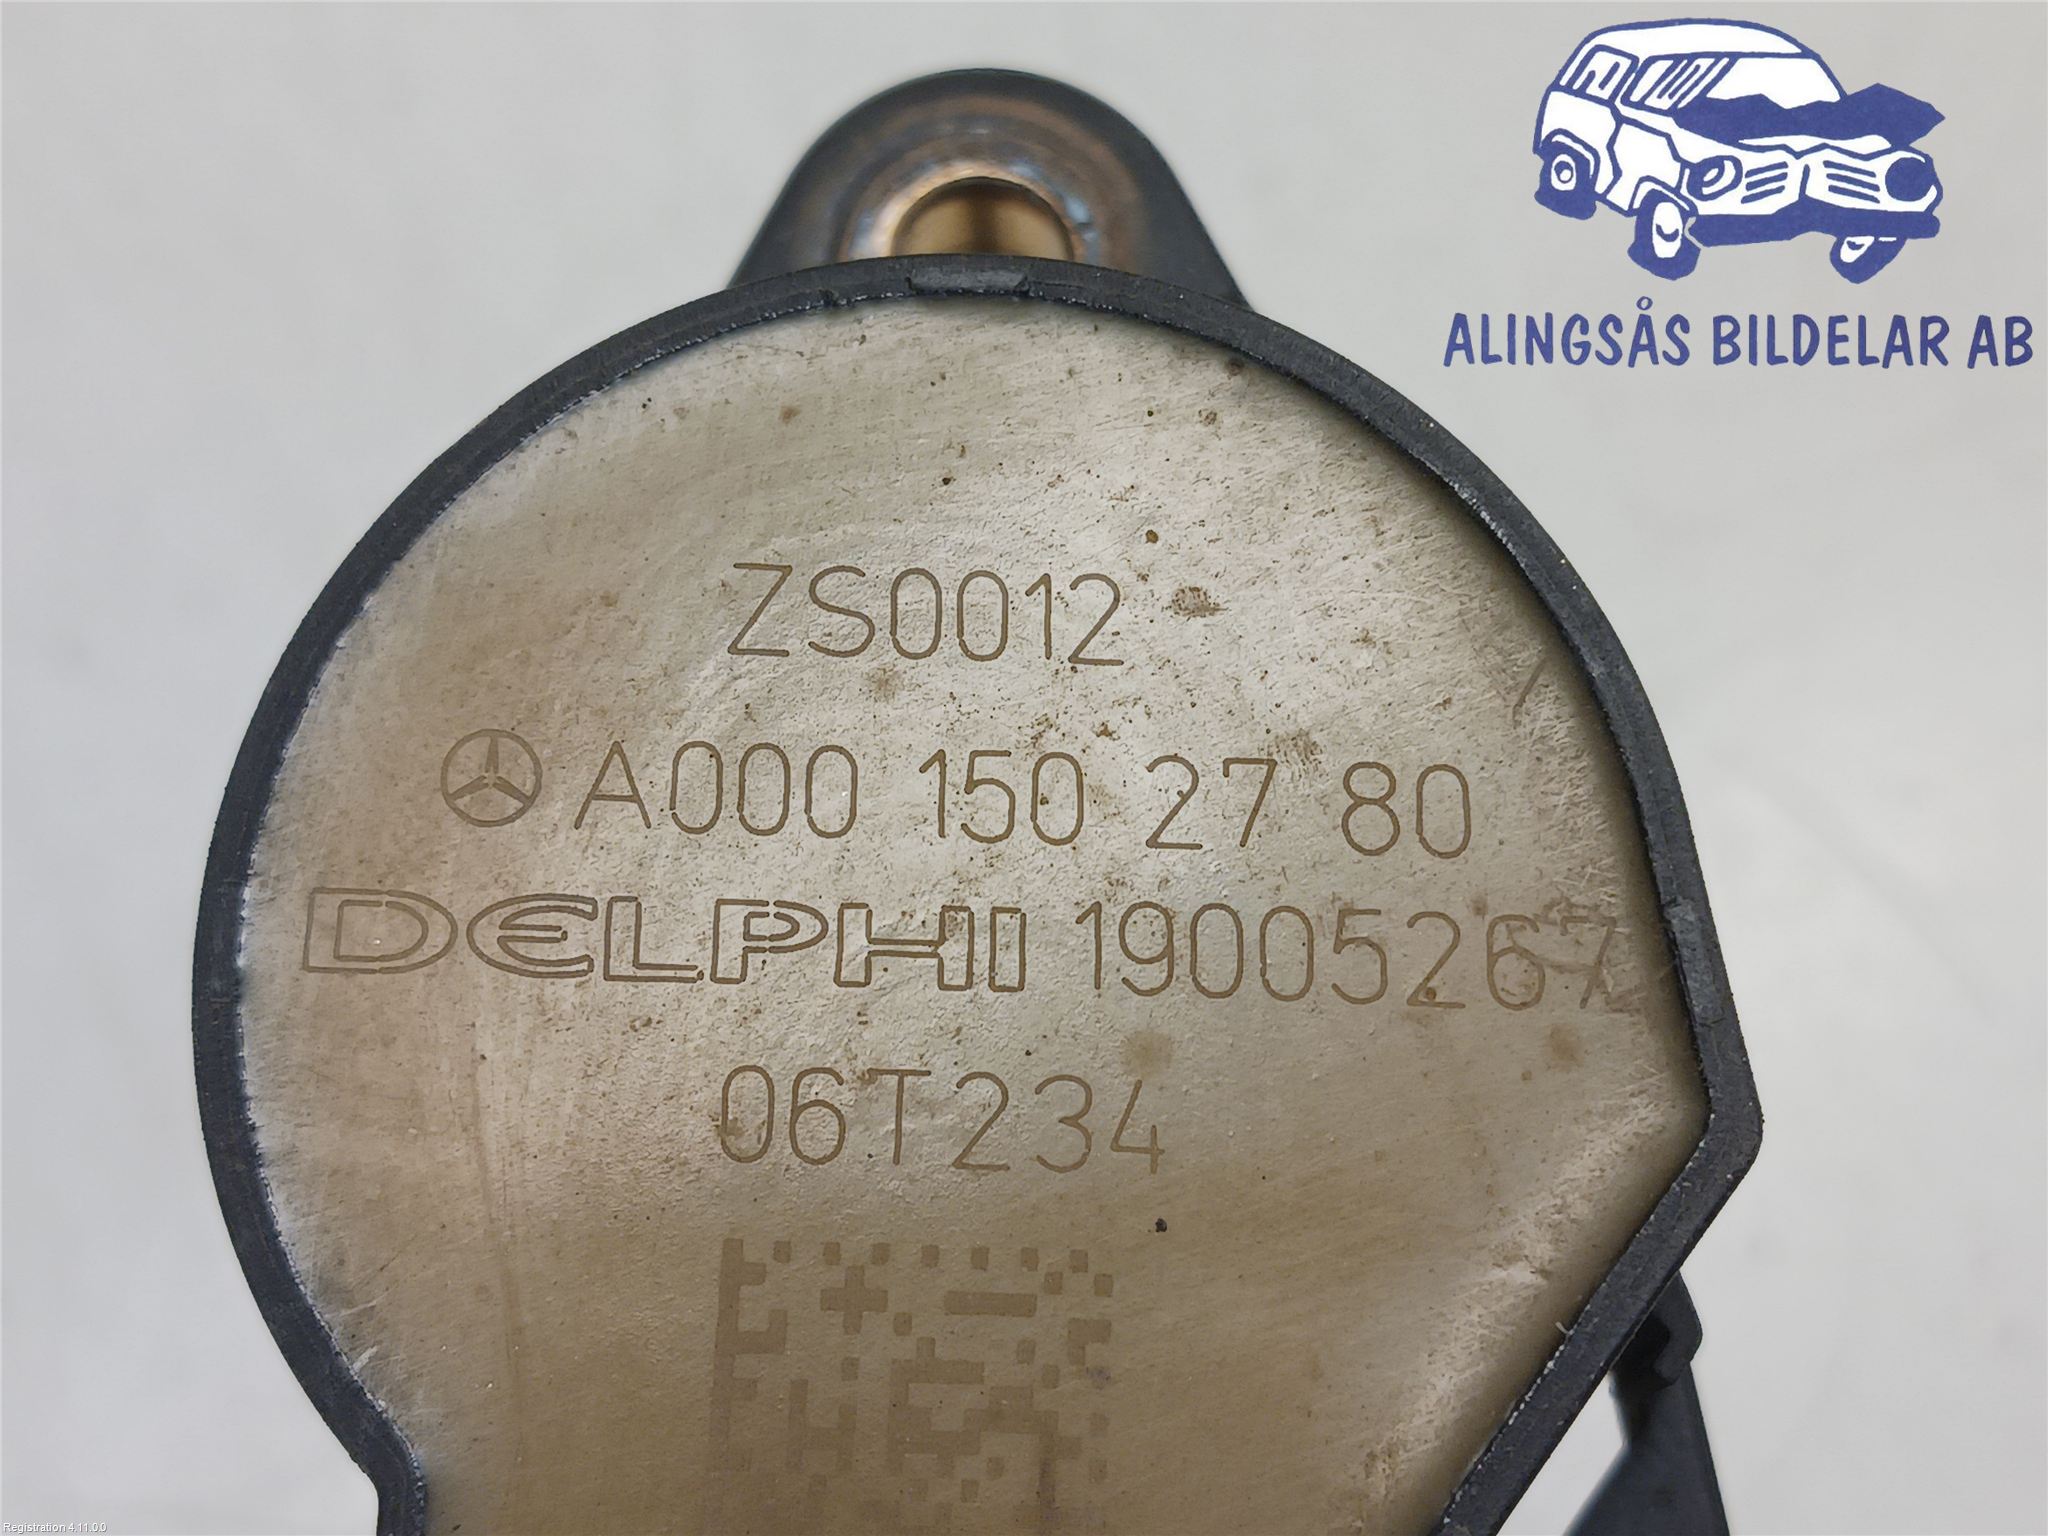 ALINGSÅS BILDELAR AB
ZS0012
A000 150 27 80
DELPHI 19005267
06T234
Registration 4.11.0.0